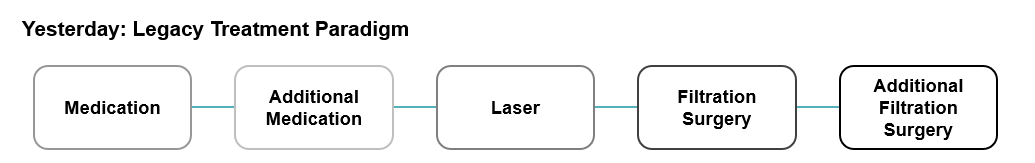 Yesterday: Legacy Treatment Paradigm
Medication
Additional
Medication
Laser
Filtration
Surgery
Additional
Filtration
Surgery